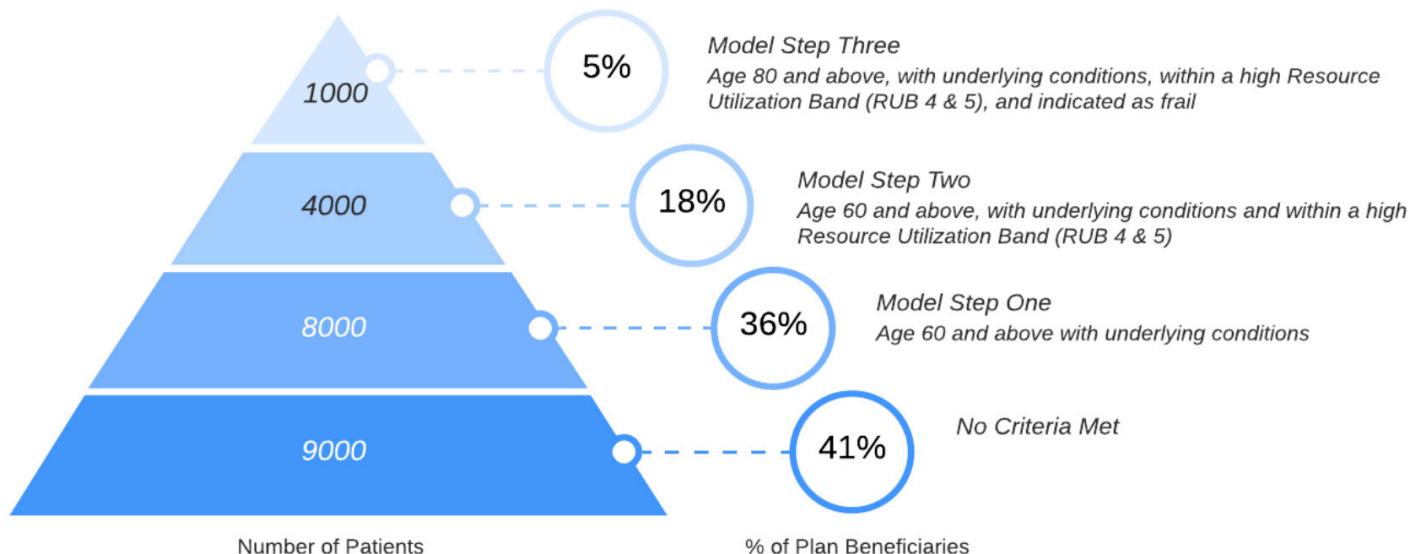 1000
5%
Model Step Three
Age 80 and above, with underlying conditions, within a high Resource
Utilization Band (RUB 4 & 5), and indicated as frail
4000
18%
Model Step Two
Age 60 and above, with underlying conditions and within a high
Resource Utilization Band (RUB 4 & 5)
8000
36%
Model Step One
Age 60 and above with underlying conditions
9000
41%
No Criteria Met
Number of Patients
% of Plan Beneficiaries